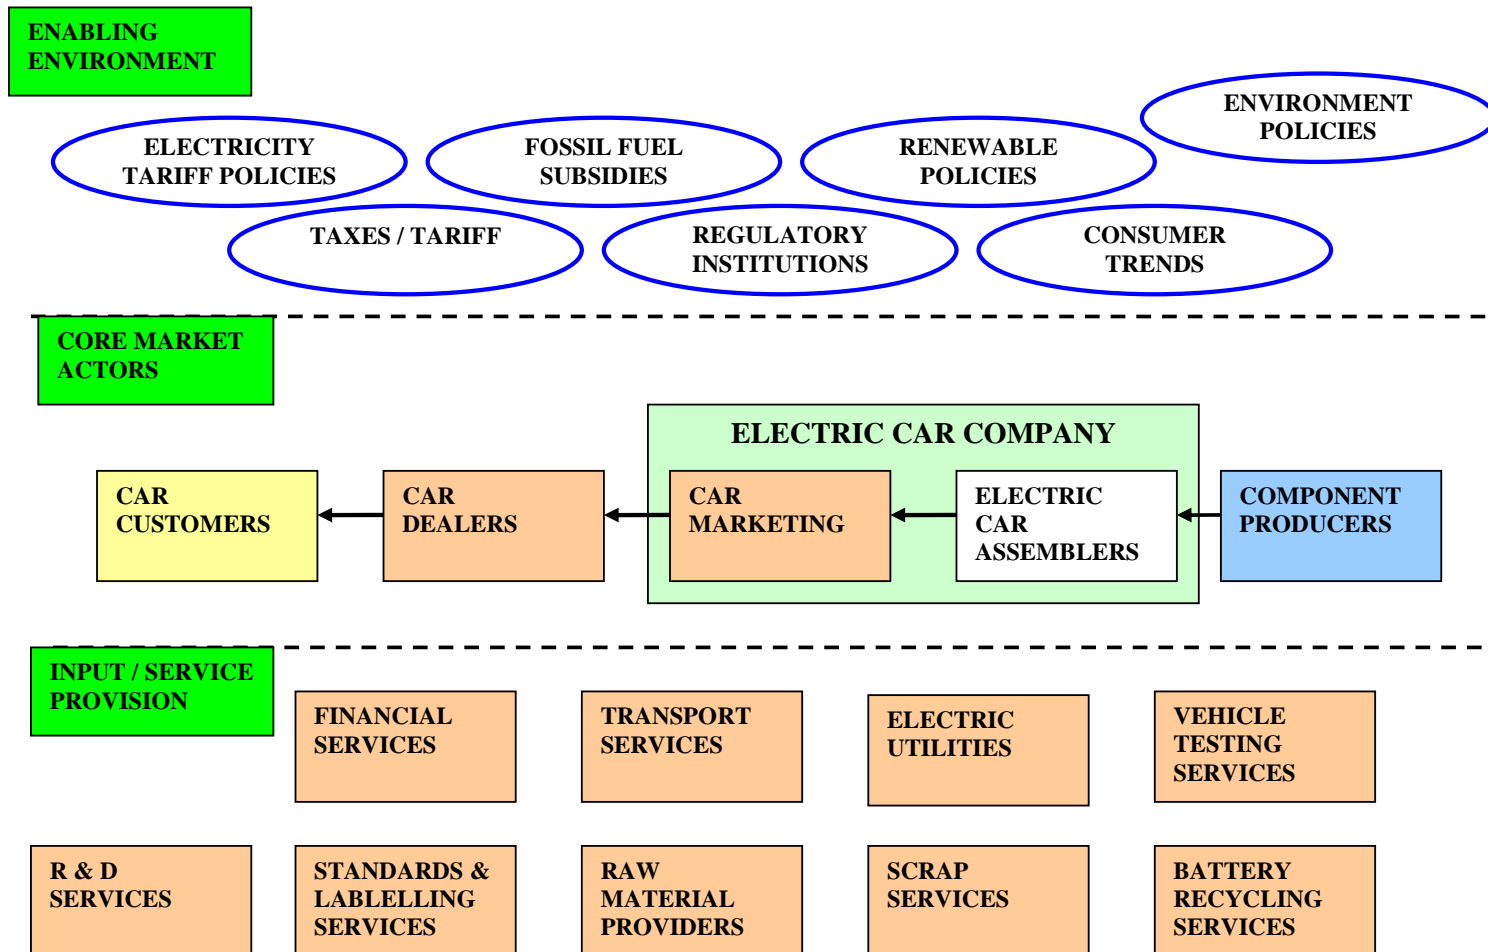 ENABLING
ENVIRONMENT
ENVIRONMENT
POLICIES
ELECTRICITY
TARIFF POLICIES
FOSSIL FUEL
SUBSIDIES
RENEWABLE
POLICIES
TAXES / TARIFF
REGULATORY
INSTITUTIONS
CONSUMER
TRENDS
CORE MARKET
ACTORS
ELECTRIC CAR COMPANY
CAR
CUSTOMERS
CAR
DEALERS
CAR
MARKETING
ELECTRIC
CAR
ASSEMBLERS
COMPONENT
PRODUCERS
INPUT / SERVICE
PROVISION
FINANCIAL
SERVICES
TRANSPORT
SERVICES
ELECTRIC
UTILITIES
VEHICLE
TESTING
SERVICES
R & D
SERVICES
STANDARDS &
LABLELLING
SERVICES
RAW
MATERIAL
PROVIDERS
SCRAP
SERVICES
BATTERY
RECYCLING
SERVICES